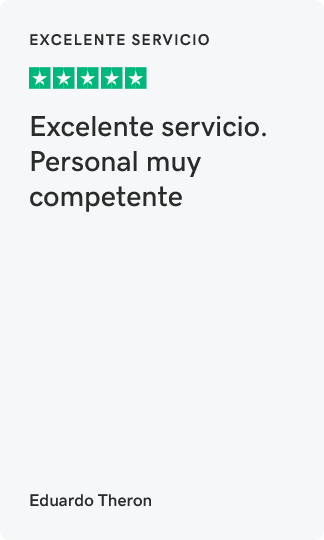 EXCELENTE SERVICIO
Excelente servicio.
Personal muy
competente
Eduardo Theron